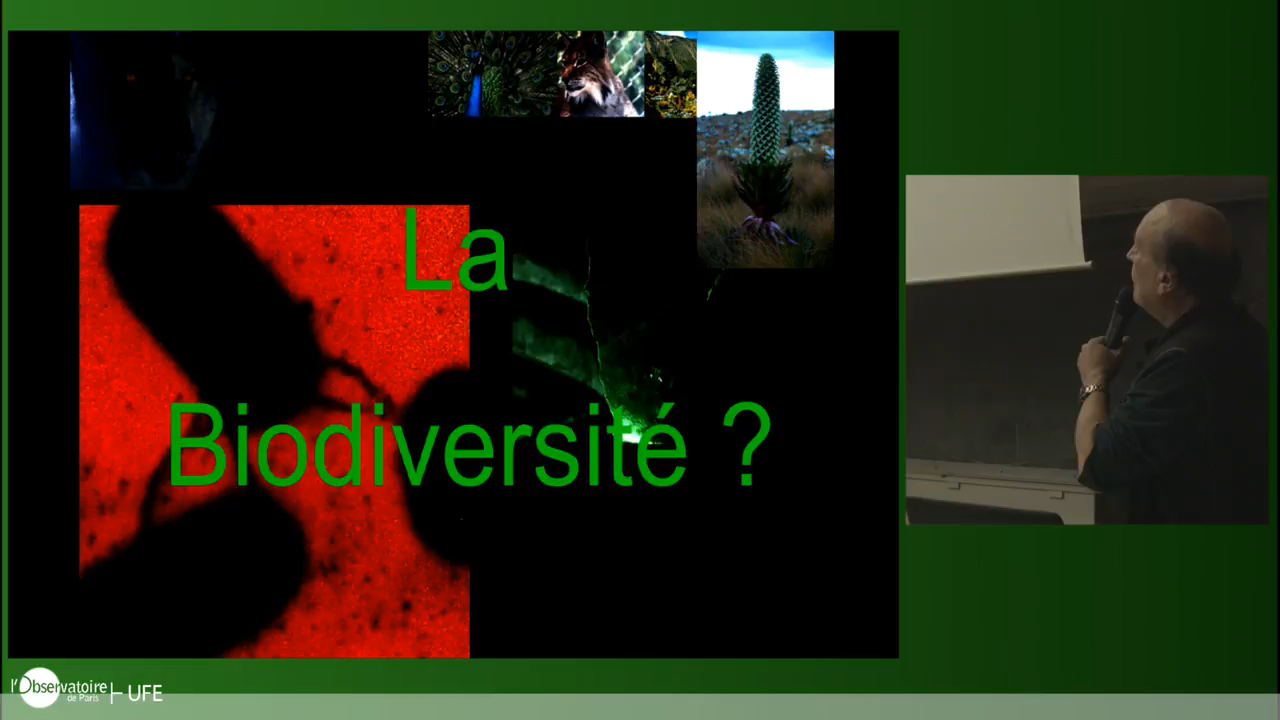 La
Biodiversité ?
l'Observatoire
de Paris
UFE